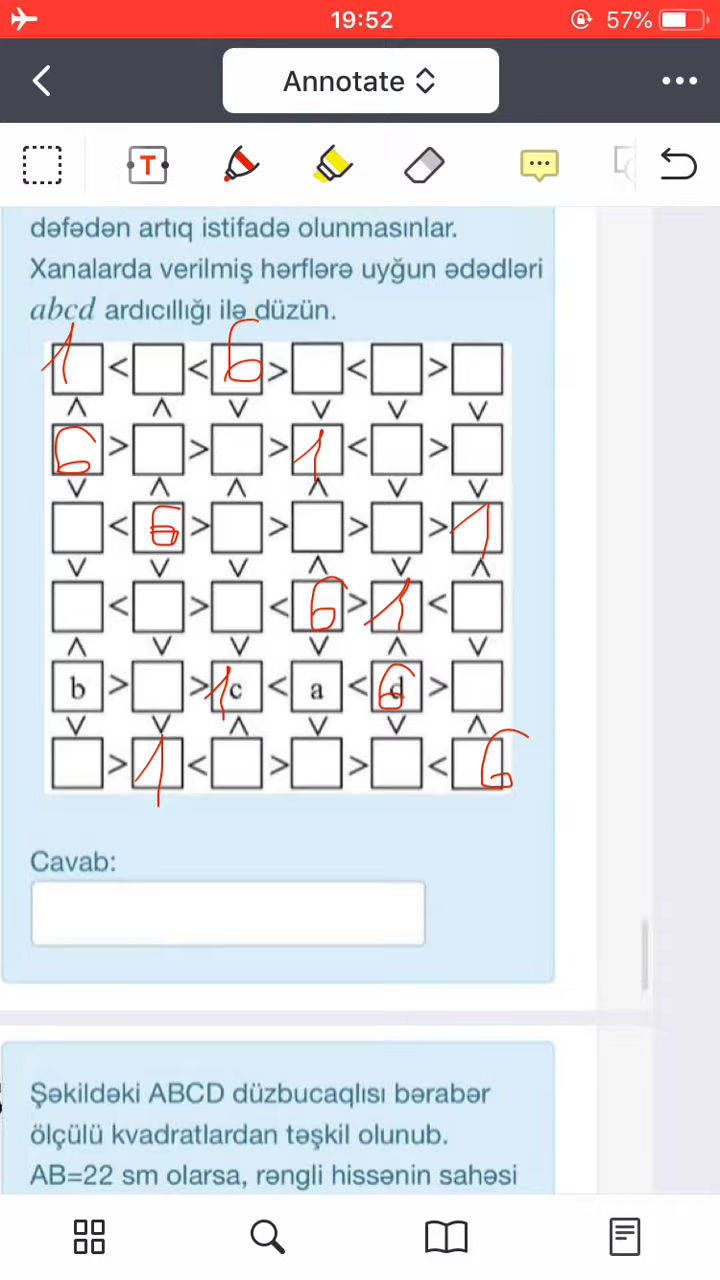 19:52
57%
Annotate
T
dəfədən artıq istifadə olunmasınlar.
Xanalarda verilmiş hərflərə uyğun ədədləri
abcd ardıcıllığı ilə düzün.
1 < < 6 > < >
∧ ∧ ∨ ∨ ∨ ∨
6 > > > 1 < >
∨ ∧ ∧ ∧ ∨ ∨
< 6 > > > > 1
∨ ∨ ∨ ∧ ∨ ∧
< > < 6 > 1 <
∧ ∨ ∨ ∨ ∧ ∨
b > > 1 c < a < 6 d >
∨ ∨ ∧ ∨ ∨ ∧
> 1 < > > < 6
Cavab:
Şəkildəki ABCD düzbucaqlısı bərabər
ölçülü kvadratlardan təşkil olunub.
AB=22 sm olarsa, rəngli hissənin sahəsi